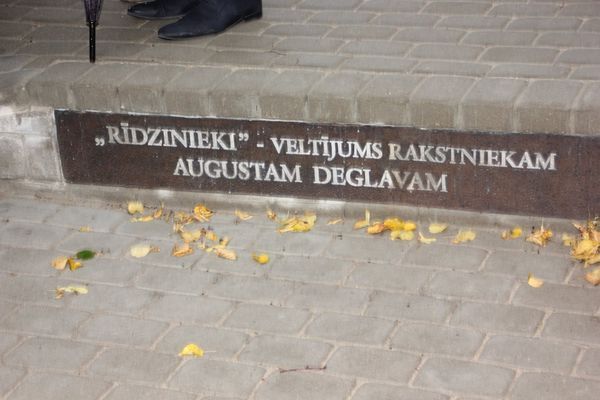 „RĪDZINIEKI” - VELTĪJUMS RAKSTNIEKAM
AUGUSTAM DEGLAVAM